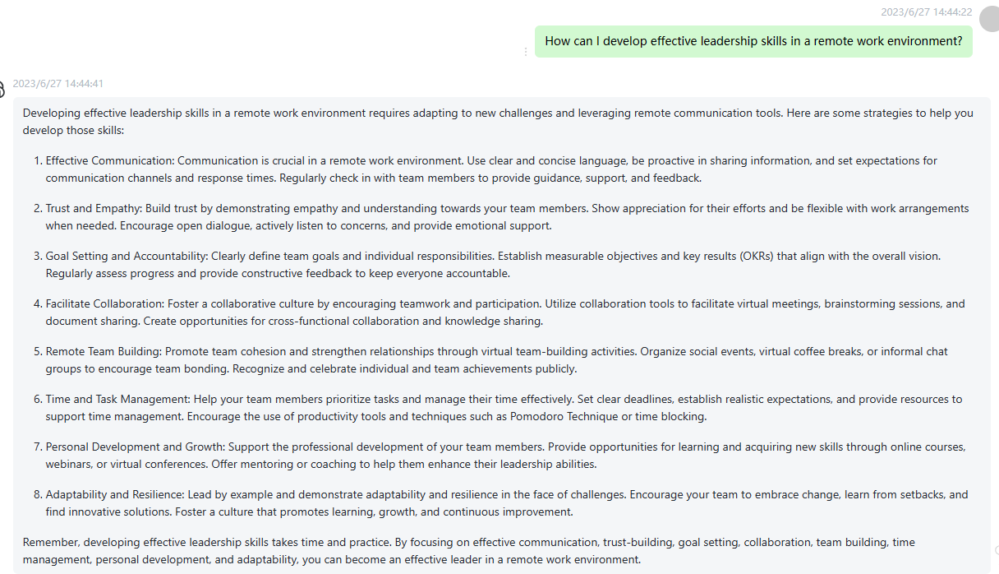 2023/6/27 14:44:22
How can I develop effective leadership skills in a remote work environment?
2023/6/27 14:44:41
Developing effective leadership skills in a remote work environment requires adapting to new challenges and leveraging remote communication tools. Here are some strategies to help you
develop those skills:
1. Effective Communication: Communication is crucial in a remote work environment. Use clear and concise language, be proactive in sharing information, and set expectations for
communication channels and response times. Regularly check in with team members to provide guidance, support, and feedback.
2. Trust and Empathy: Build trust by demonstrating empathy and understanding towards your team members. Show appreciation for their efforts and be flexible with work arrangements
when needed. Encourage open dialogue, actively listen to concerns, and provide emotional support.
3. Goal Setting and Accountability: Clearly define team goals and individual responsibilities. Establish measurable objectives and key results (OKRs) that align with the overall vision.
Regularly assess progress and provide constructive feedback to keep everyone accountable.
4. Facilitate Collaboration: Foster a collaborative culture by encouraging teamwork and participation. Utilize collaboration tools to facilitate virtual meetings, brainstorming sessions, and
document sharing. Create opportunities for cross-functional collaboration and knowledge sharing.
5. Remote Team Building: Promote team cohesion and strengthen relationships through virtual team-building activities. Organize social events, virtual coffee breaks, or informal chat
groups to encourage team bonding. Recognize and celebrate individual and team achievements publicly.
6. Time and Task Management: Help your team members prioritize tasks and manage their time effectively. Set clear deadlines, establish realistic expectations, and provide resources to
support time management. Encourage the use of productivity tools and techniques such as Pomodoro Technique or time blocking.
7. Personal Development and Growth: Support the professional development of your team members. Provide opportunities for learning and acquiring new skills through online courses,
webinars, or virtual conferences. Offer mentoring or coaching to help them enhance their leadership abilities.
8. Adaptability and Resilience: Lead by example and demonstrate adaptability and resilience in the face of challenges. Encourage your team to embrace change, learn from setbacks, and
find innovative solutions. Foster a culture that promotes learning, growth, and continuous improvement.
Remember, developing effective leadership skills takes time and practice. By focusing on effective communication, trust-building, goal setting, collaboration, team building, time
management, personal development, and adaptability, you can become an effective leader in a remote work environment.